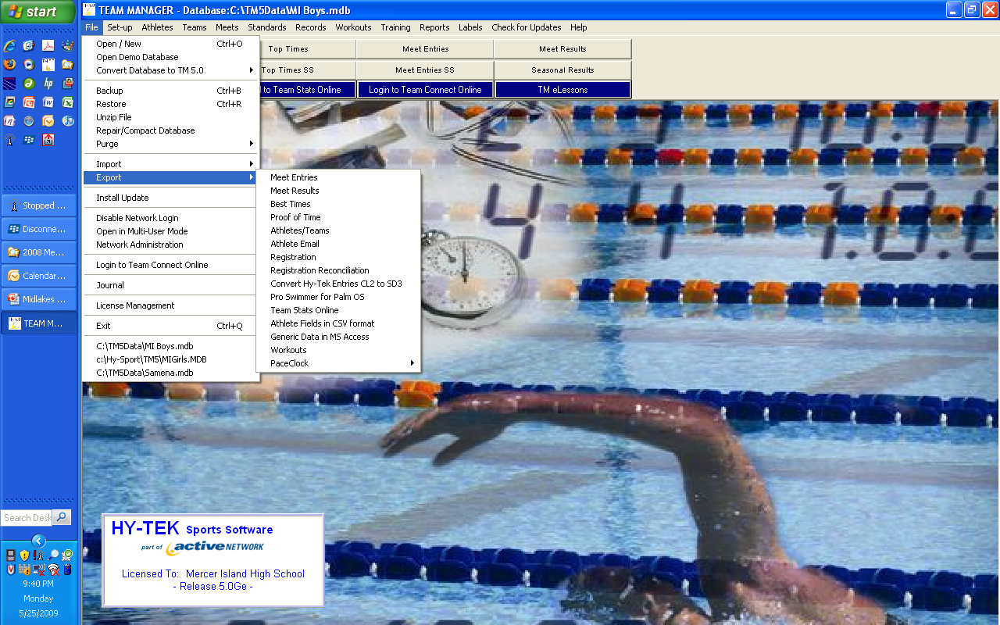 start
TEAM MANAGER - Database:C:\TM5Data\MI Boys.mdb
File Set-up Athletes Teams Meets Standards Records Workouts Training Reports Labels Check for Updates Help
Top Times Meet Entries Meet Results
Top Times SS Meet Entries SS Seasonal Results
to Team Stats Online Login to Team Connect Online TM eLessons
Open / New Ctrl+O
Open Demo Database
Convert Database to TM 5.0
Backup Ctrl+B
Restore Ctrl+R
Unzip File
Repair/Compact Database
Purge
Import
Export
Install Update
Disable Network Login
Open in Multi-User Mode
Network Administration
Login to Team Connect Online
Journal
License Management
Exit Ctrl+Q
C:\TM5Data\MI Boys.mdb
c:\Hy-Sport\TM5\MIGirls.MDB
C:\TM5Data\Samena.mdb
Meet Entries
Meet Results
Best Times
Proof of Time
Athletes/Teams
Athlete Email
Registration
Registration Reconciliation
Convert Hy-Tek Entries CL2 to SD3
Pro Swimmer for Palm OS
Team Stats Online
Athlete Fields in CSV format
Generic Data in MS Access
Workouts
PaceClock
Stopped ...
Disconne...
2008 Me...
Calendar...
Midlakes ...
TEAM M...
Search Desk
9:40 PM
Monday
5/25/2009
HY-TEK Sports Software
part of active NETWORK
Licensed To: Mercer Island High School
- Release 5.0Ge -